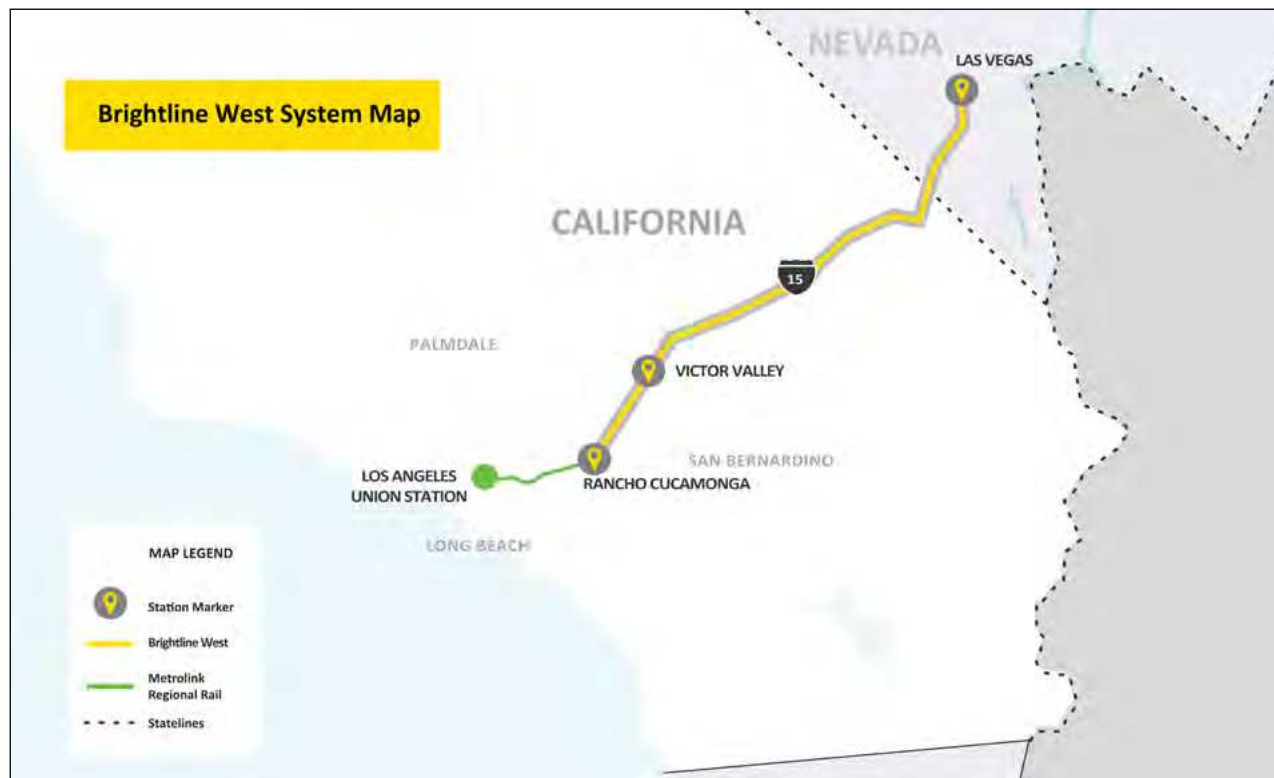 NEVADA
LAS VEGAS
Brightline West System Map
CALIFORNIA
15
PALMDALE
VICTOR VALLEY
SAN BERNARDINO
LOS ANGELES
UNION STATION
RANCHO CUCAMONGA
LONG BEACH
MAP LEGEND
Station Marker
Brightline West
Metrolink
Regional Rail
Statelines